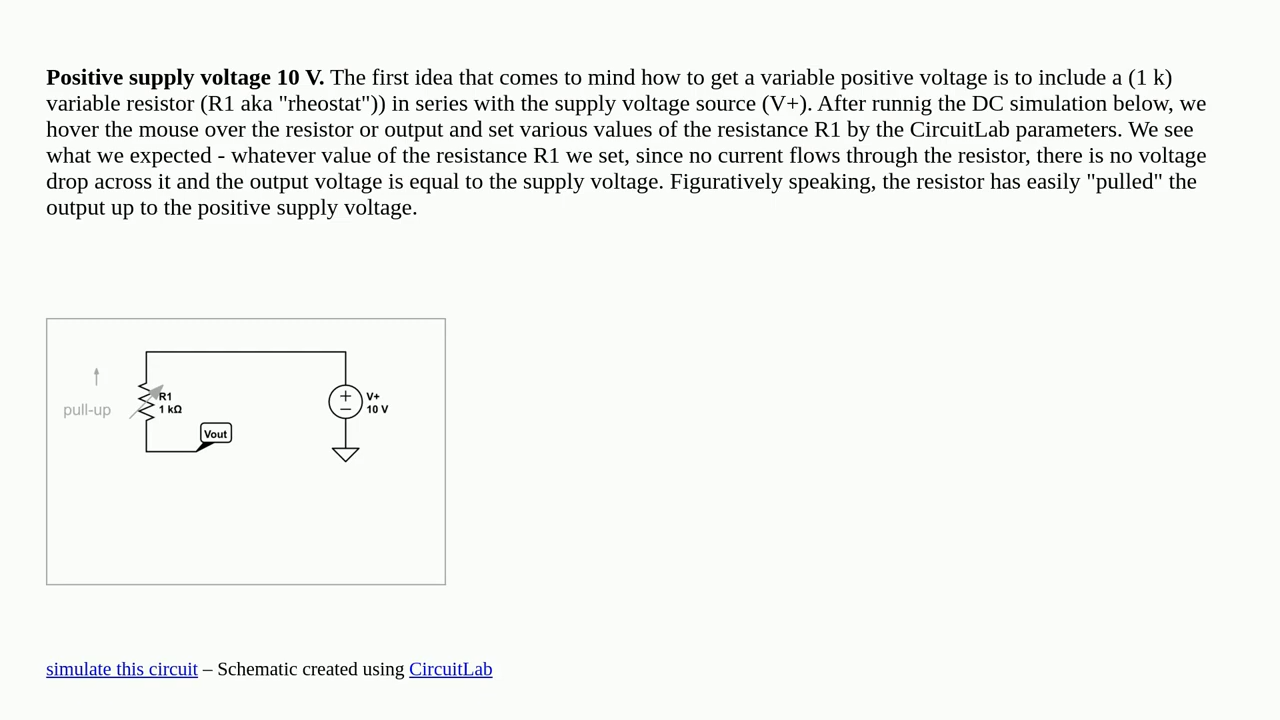 Positive supply voltage 10 V. The first idea that comes to mind how to get a variable positive voltage is to include a (1 k)
variable resistor (R1 aka "rheostat")) in series with the supply voltage source (V+). After runnig the DC simulation below, we
hover the mouse over the resistor or output and set various values of the resistance R1 by the CircuitLab parameters. We see
what we expected - whatever value of the resistance R1 we set, since no current flows through the resistor, there is no voltage
drop across it and the output voltage is equal to the supply voltage. Figuratively speaking, the resistor has easily "pulled" the
output up to the positive supply voltage.
pull-up
R1
1 kΩ
Vout
V+
10 V
simulate this circuit – Schematic created using CircuitLab